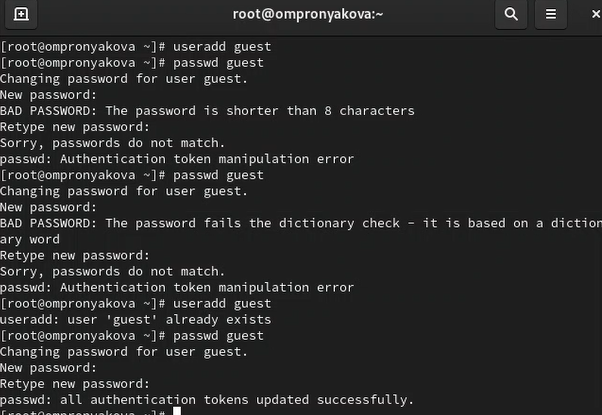 root@ompronyakova:~
[root@ompronyakova ~]# useradd guest
[root@ompronyakova ~]# passwd guest
Changing password for user guest.
New password:
BAD PASSWORD: The password is shorter than 8 characters
Retype new password:
Sorry, passwords do not match.
passwd: Authentication token manipulation error
[root@ompronyakova ~]# passwd guest
Changing password for user guest.
New password:
BAD PASSWORD: The password fails the dictionary check - it is based on a diction
ary word
Retype new password:
Sorry, passwords do not match.
passwd: Authentication token manipulation error
[root@ompronyakova ~]# useradd guest
useradd: user 'guest' already exists
[root@ompronyakova ~]# passwd guest
Changing password for user guest.
New password:
Retype new password:
passwd: all authentication tokens updated successfully.
[root@ompronyakova ~]#